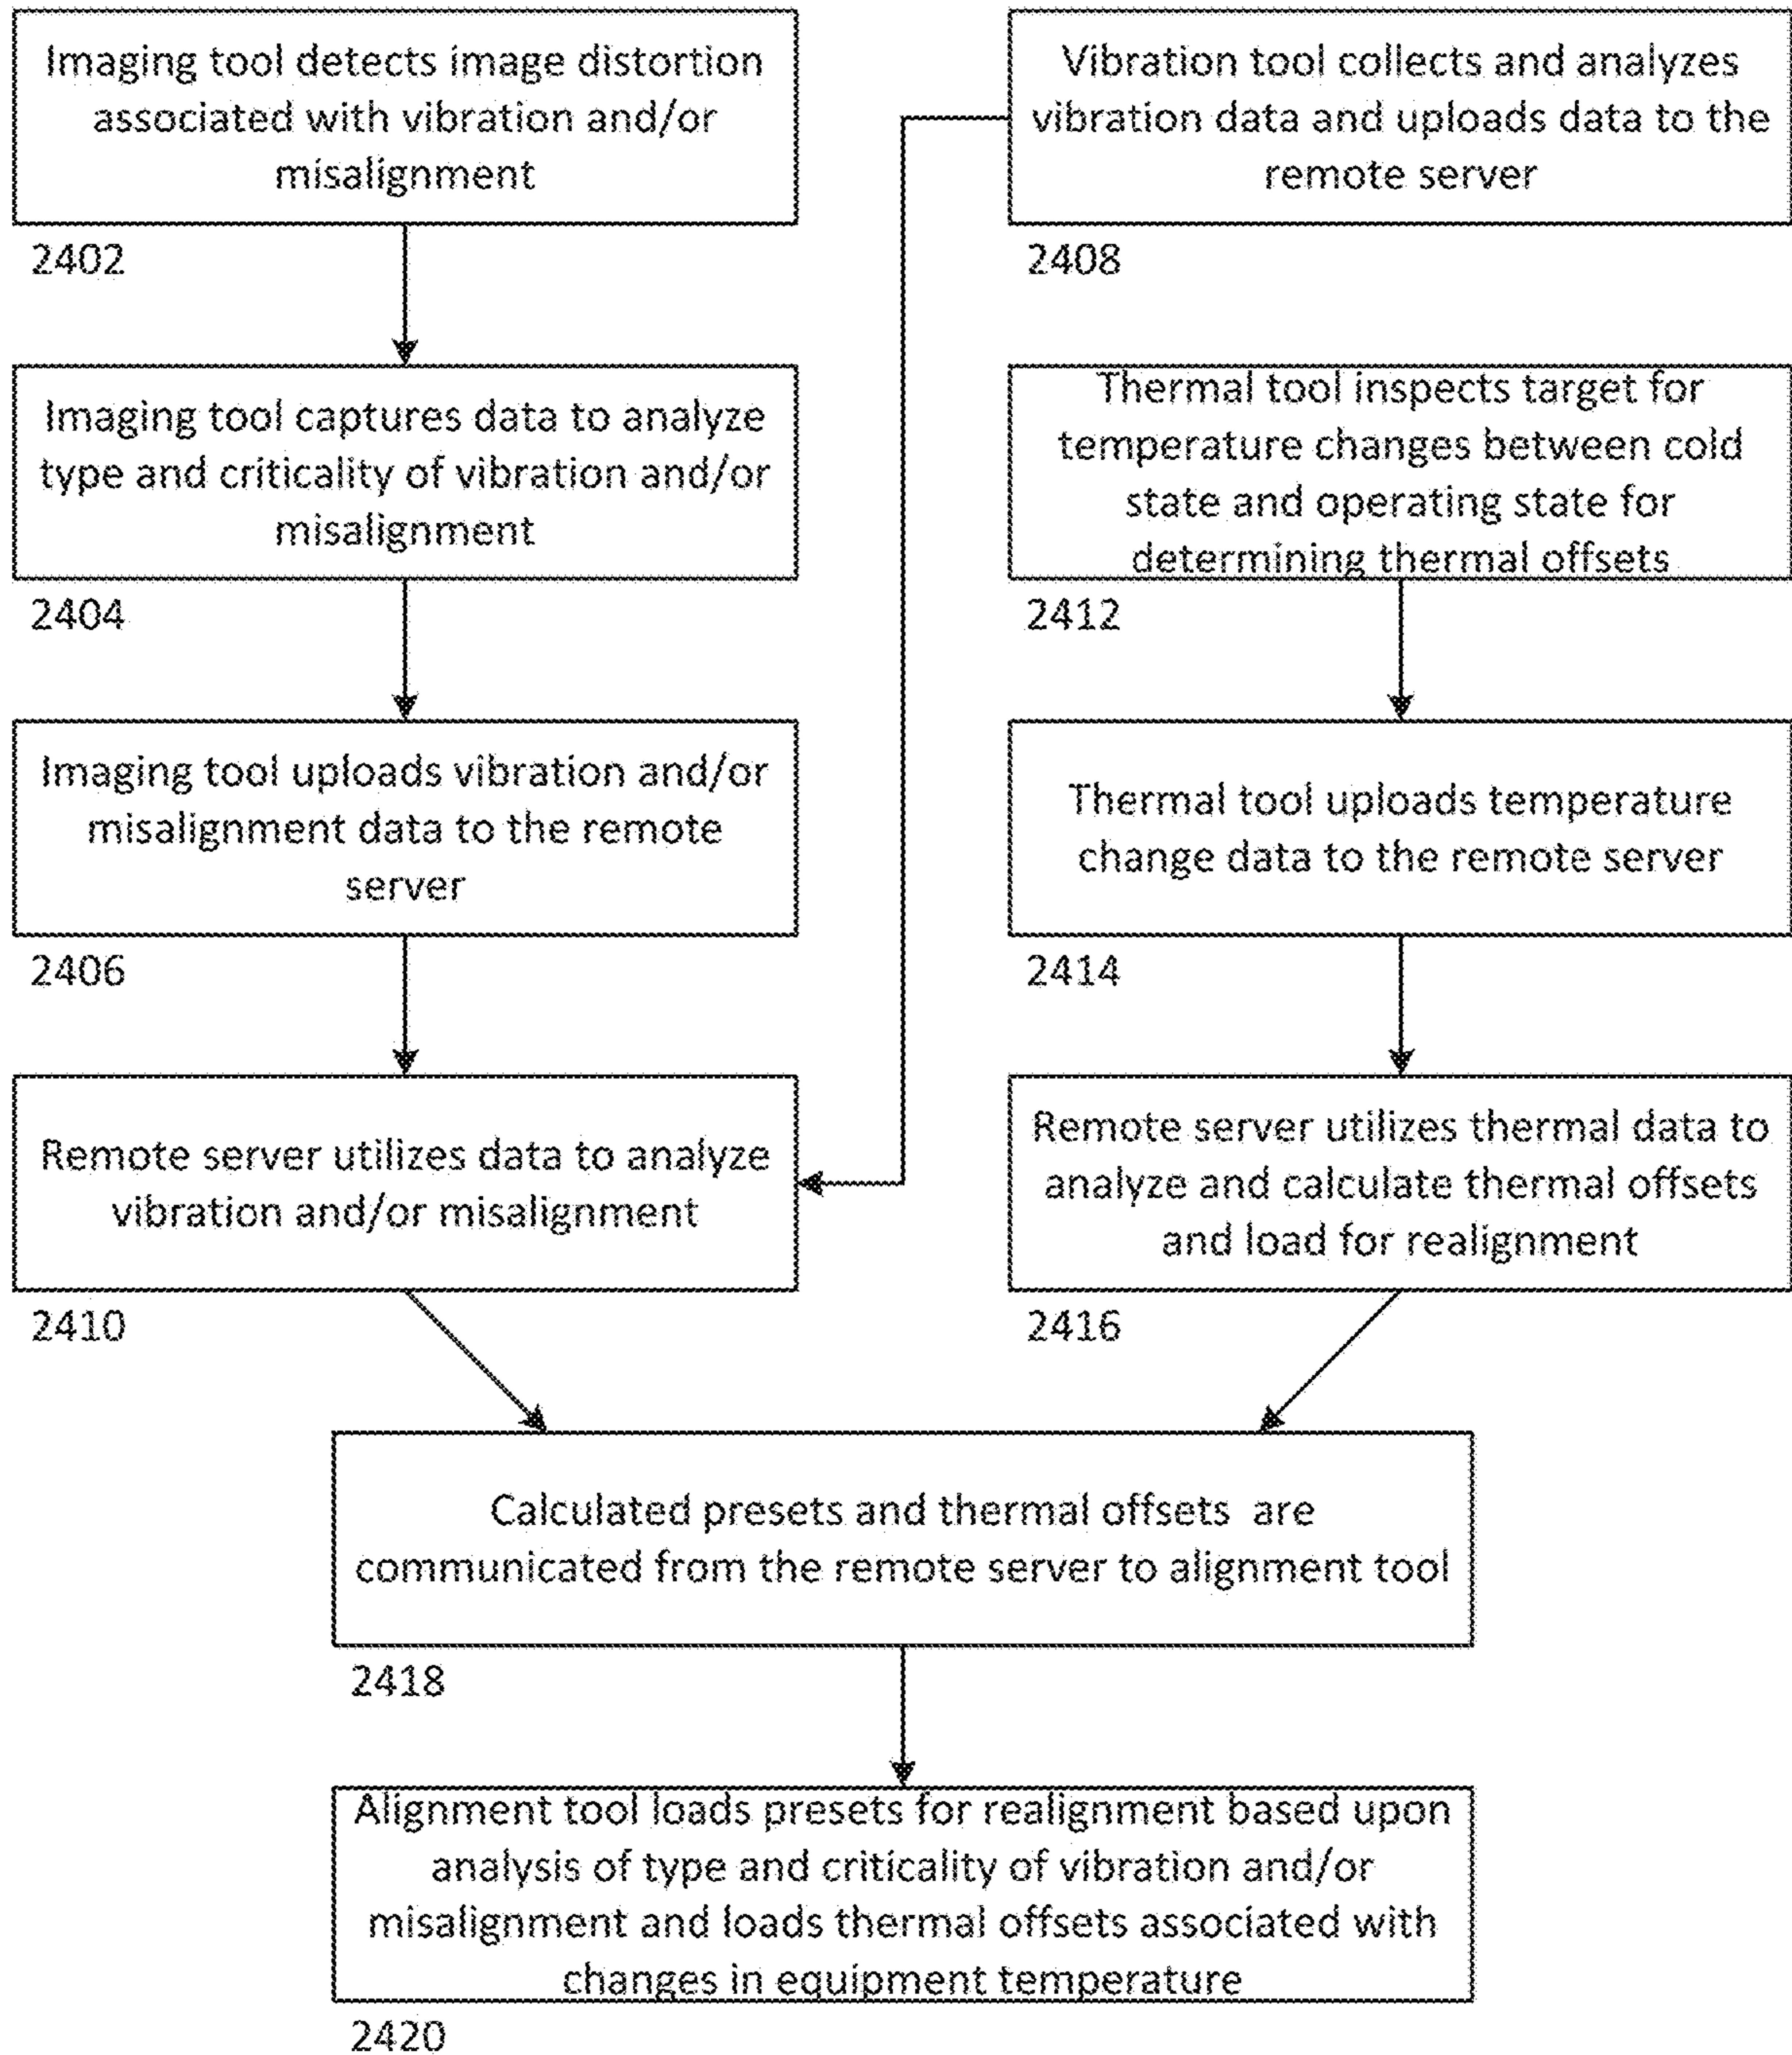 Imaging tool detects image distortion
associated with vibration and/or
misalignment
2402
Imaging tool captures data to analyze
type and criticality of vibration and/or
misalignment
2404
Imaging tool uploads vibration and/or
misalignment data to the remote
server
2406
Remote server utilizes data to analyze
vibration and/or misalignment
2410
Vibration tool collects and analyzes
vibration data and uploads data to the
remote server
2408
Thermal tool inspects target for
temperature changes between cold
state and operating state for
determining thermal offsets
2412
Thermal tool uploads temperature
change data to the remote server
2414
Remote server utilizes thermal data to
analyze and calculate thermal offsets
and load for realignment
2416
Calculated presets and thermal offsets are
communicated from the remote server to alignment tool
2418
Alignment tool loads presets for realignment based upon
analysis of type and criticality of vibration and/or
misalignment and loads thermal offsets associated with
changes in equipment temperature
2420